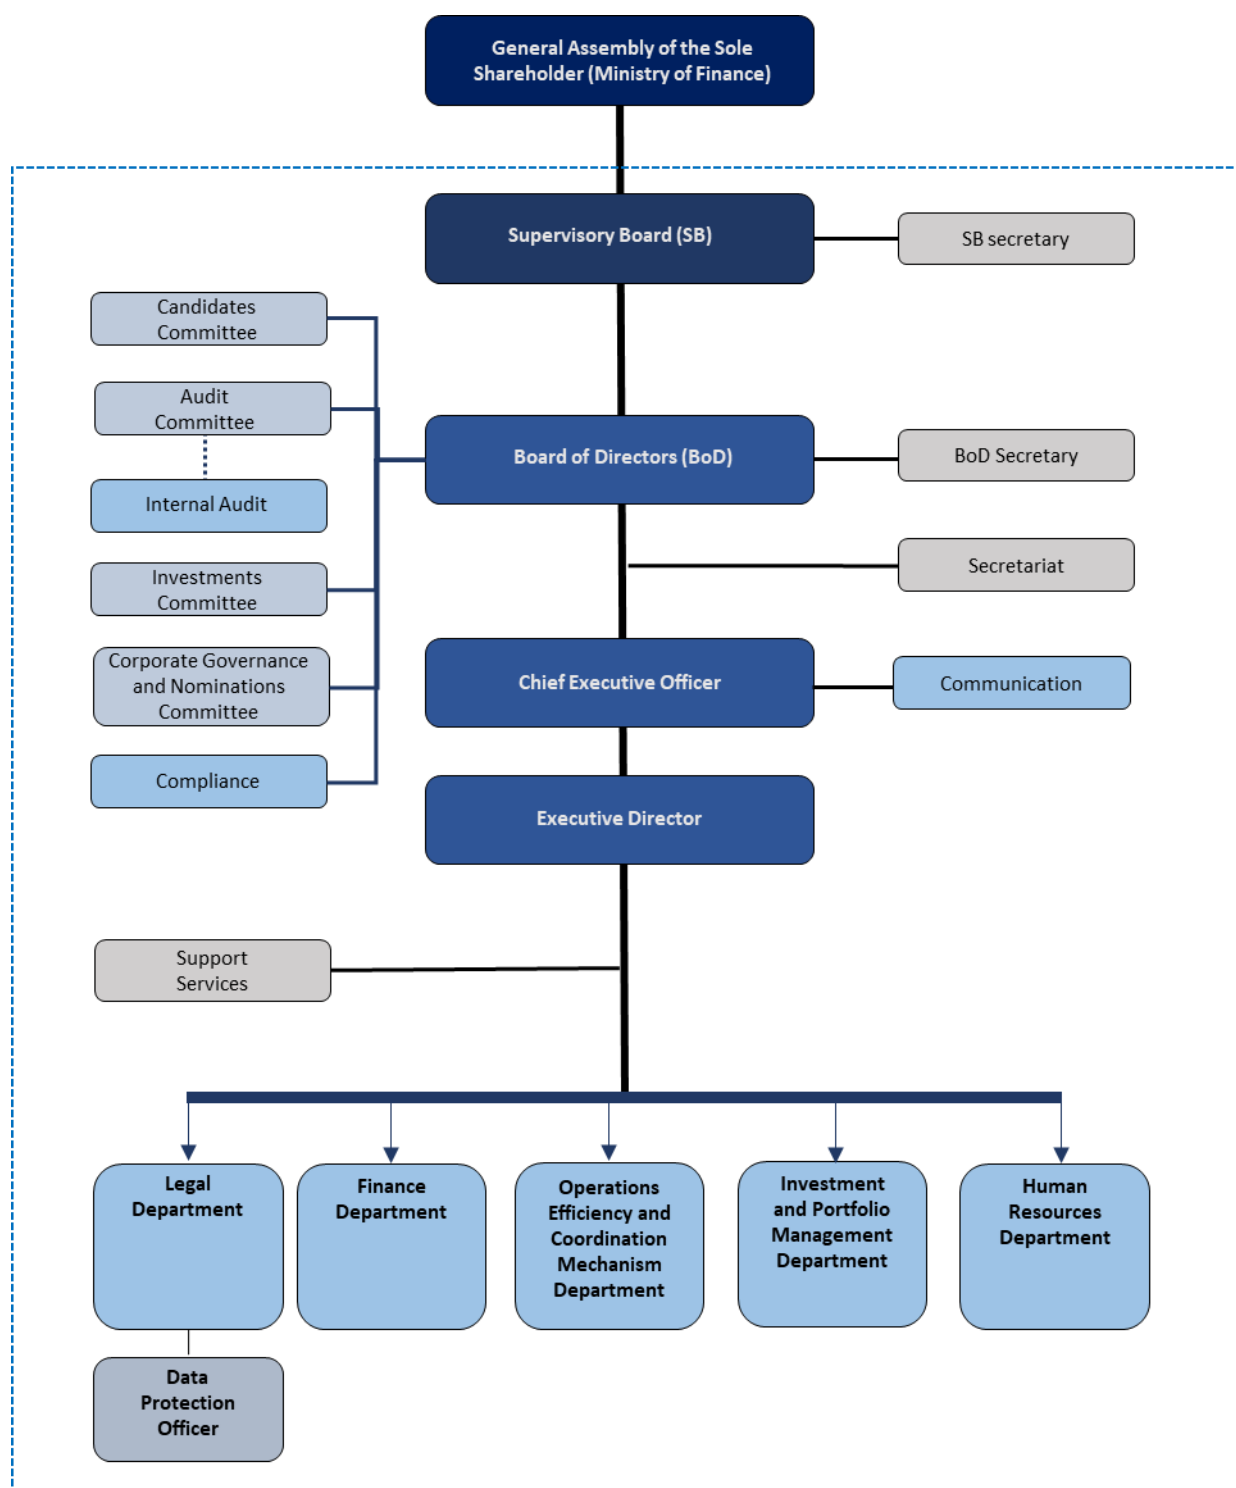 General Assembly of the Sole
Shareholder (Ministry of Finance)
Supervisory Board (SB)
SB secretary
Candidates
Committee
Audit
Committee
Board of Directors (BoD)
BoD Secretary
Internal Audit
Secretariat
Investments
Committee
Corporate Governance
and Nominations
Committee
Chief Executive Officer
Communication
Compliance
Executive Director
Support
Services
Legal
Department
Finance
Department
Operations
Efficiency and
Coordination
Mechanism
Department
Investment
and Portfolio
Management
Department
Human
Resources
Department
Data
Protection
Officer